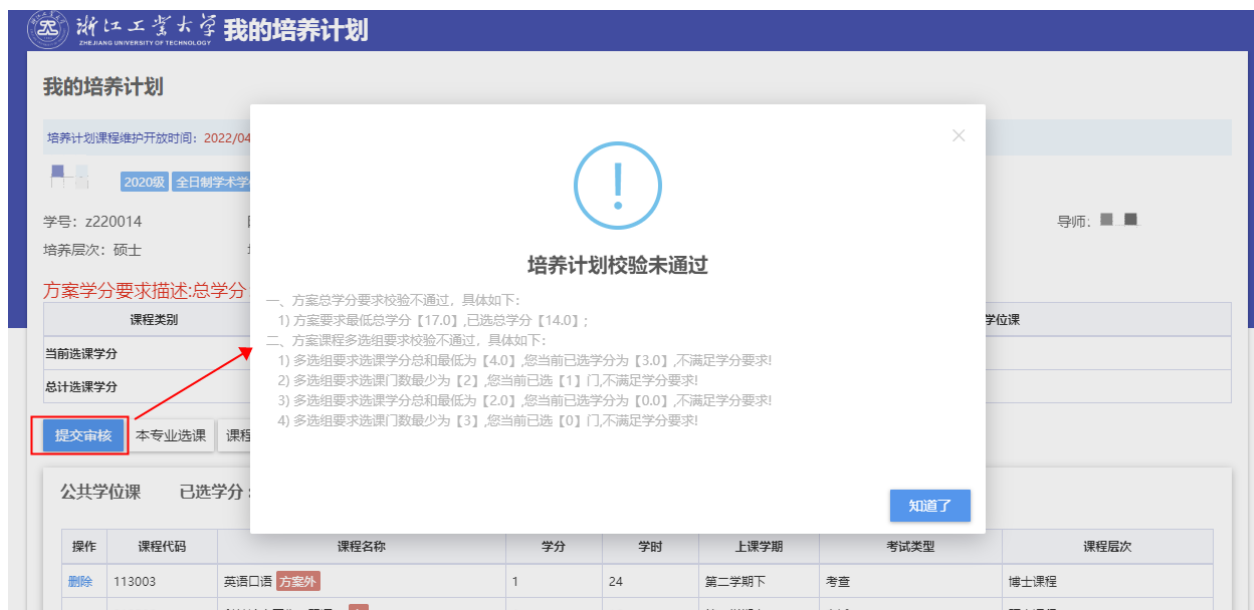 浙江工业大学 我的培养计划
ZHEJIANG UNIVERSITY OF TECHNOLOGY
我的培养计划
培养计划课程维护开放时间：2022/04
2020级 全日制学术学
学号：z220014
导师：
培养层次：硕士
方案学分要求描述:总学分
课程类别
学位课
当前选课学分
总计选课学分
提交审核 本专业选课 课程
培养计划校验未通过
一、方案总学分要求校验不通过，具体如下：
1) 方案要求最低总学分【17.0】,已选总学分【14.0】;
二、方案课程多选组要求校验不通过，具体如下：
1) 多选组要求选课学分总和最低为【4.0】,您当前已选学分为【3.0】,不满足学分要求!
2) 多选组要求选课门数最少为【2】,您当前已选【1】门,不满足学分要求!
3) 多选组要求选课学分总和最低为【2.0】,您当前已选学分为【0.0】,不满足学分要求!
4) 多选组要求选课门数最少为【3】,您当前已选【0】门,不满足学分要求!
知道了
公共学位课 已选学分：
操作 课程代码 课程名称 学分 学时 上课学期 考试类型 课程层次
删除 113003 英语口语 方案外 1 24 第二学期下 考查 博士课程